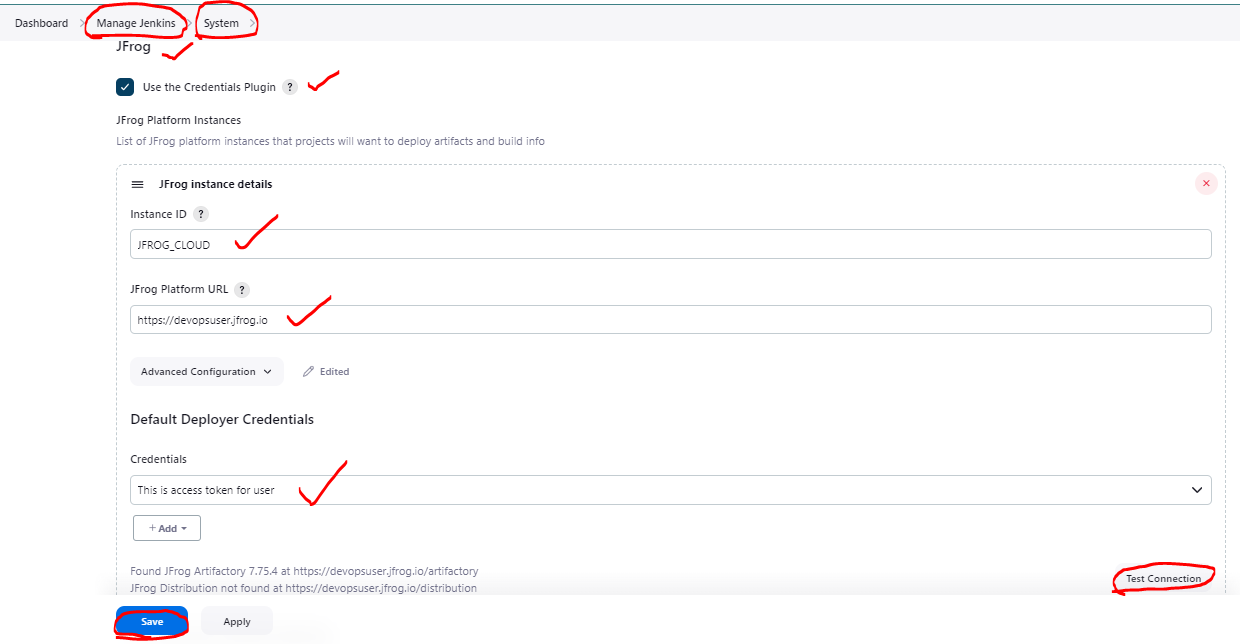 Dashboard > Manage Jenkins > System >
JFrog
Use the Credentials Plugin ?
JFrog Platform Instances
List of JFrog platform instances that projects will want to deploy artifacts and build info
JFrog instance details
Instance ID ?
JFROG_CLOUD
JFrog Platform URL ?
https://devopsuser.jfrog.io
Advanced Configuration Edited
Default Deployer Credentials
Credentials
This is access token for user
+ Add
Found JFrog Artifactory 7.75.4 at https://devopsuser.jfrog.io/artifactory
JFrog Distribution not found at https://devopsuser.jfrog.io/distribution
Test Connection
Save Apply